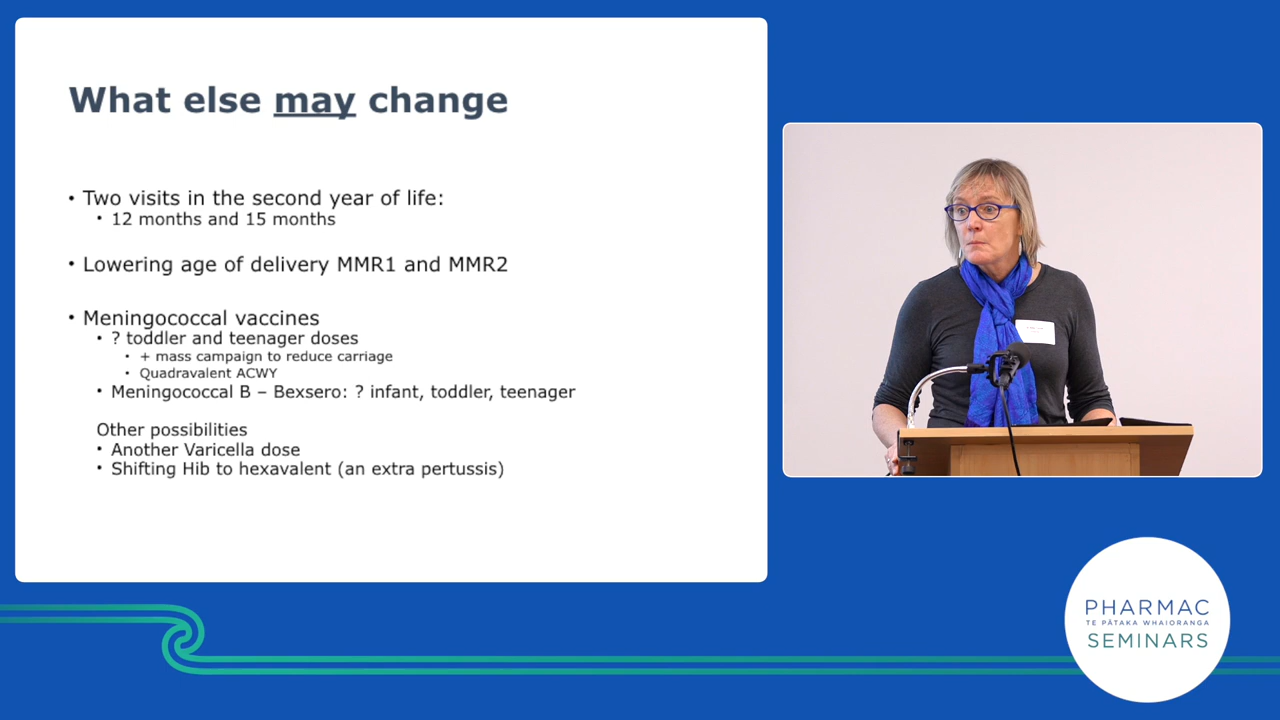 What else may change
• Two visits in the second year of life:
• 12 months and 15 months
• Lowering age of delivery MMR1 and MMR2
• Meningococcal vaccines
• ? toddler and teenager doses
• + mass campaign to reduce carriage
• Quadravalent ACWY
• Meningococcal B – Bexsero: ? infant, toddler, teenager
Other possibilities
• Another Varicella dose
• Shifting Hib to hexavalent (an extra pertussis)
PHARMAC
TE PĀTAKA WHAIORANGA
SEMINARS